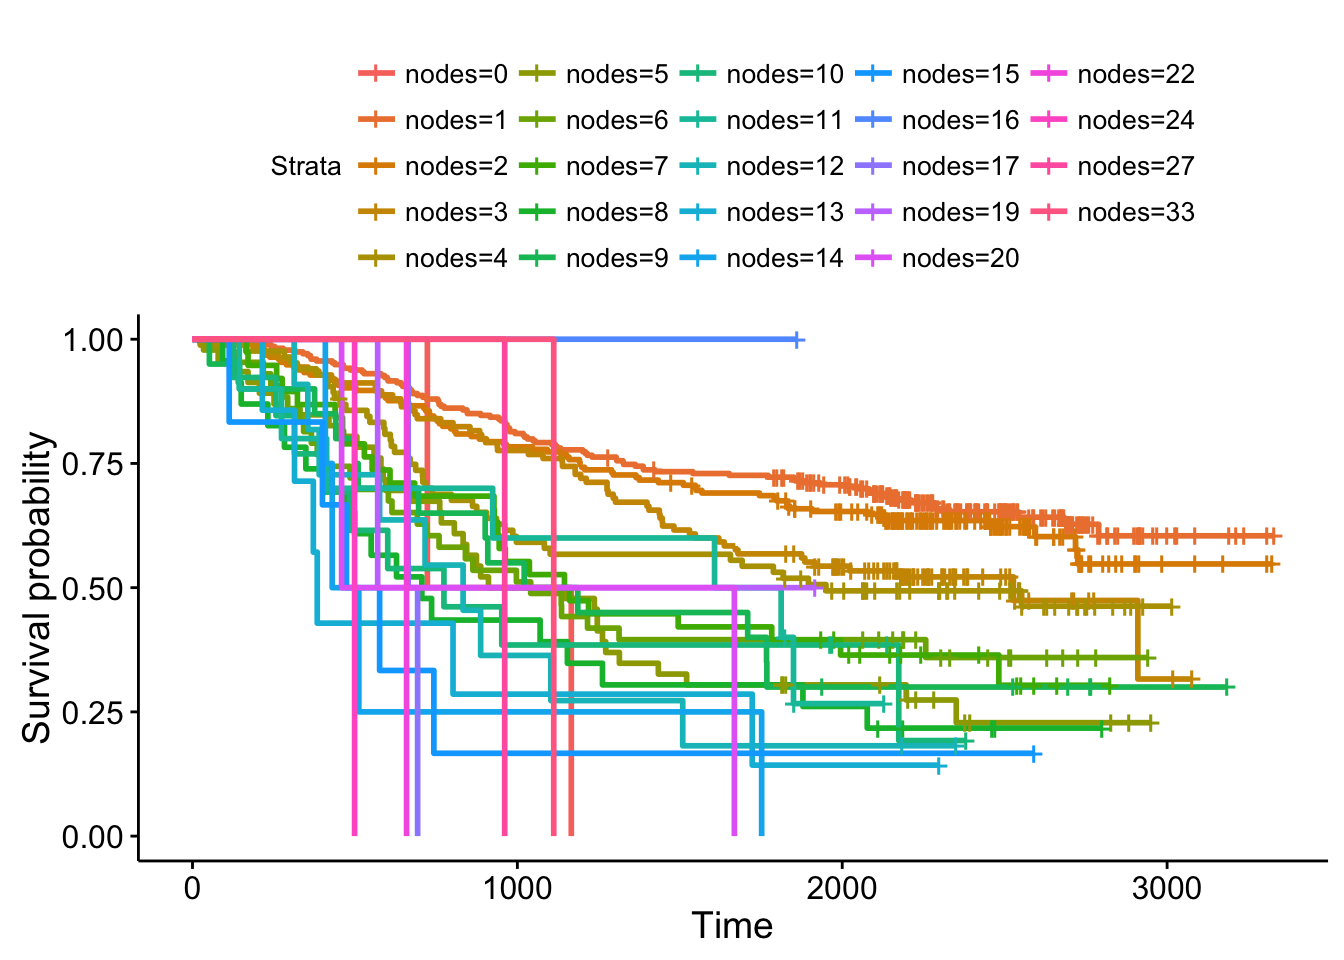 nodes=0 nodes=5 nodes=10 nodes=15 nodes=22
nodes=1 nodes=6 nodes=11 nodes=16 nodes=24
Strata nodes=2 nodes=7 nodes=12 nodes=17 nodes=27
nodes=3 nodes=8 nodes=13 nodes=19 nodes=33
nodes=4 nodes=9 nodes=14 nodes=20
Survival probability
1.00
0.75
0.50
0.25
0.00
0 1000 2000 3000
Time